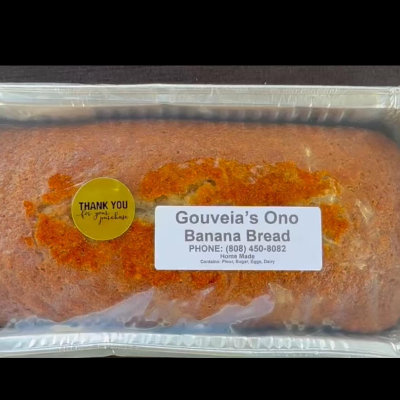 THANK YOU
for your
purchase
Gouveia's Ono
Banana Bread
PHONE: (808) 450-8082
Home Made
Contains: Flour, Sugar, Eggs, Dairy